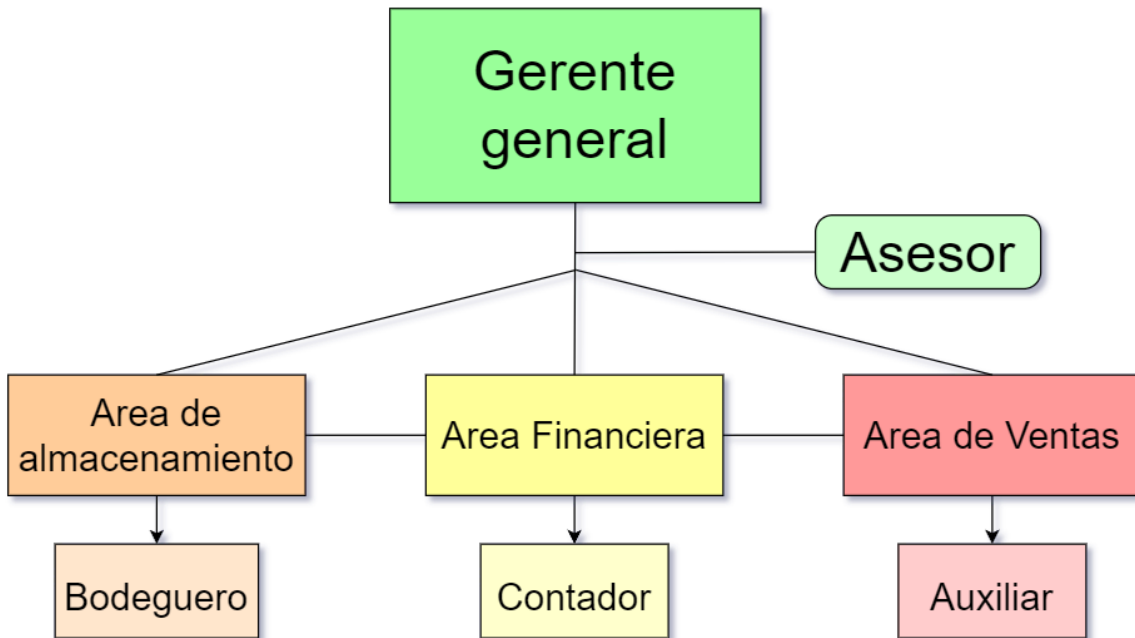 Gerente
general
Asesor
Area de
almacenamiento
Area Financiera
Area de Ventas
Bodeguero
Contador
Auxiliar